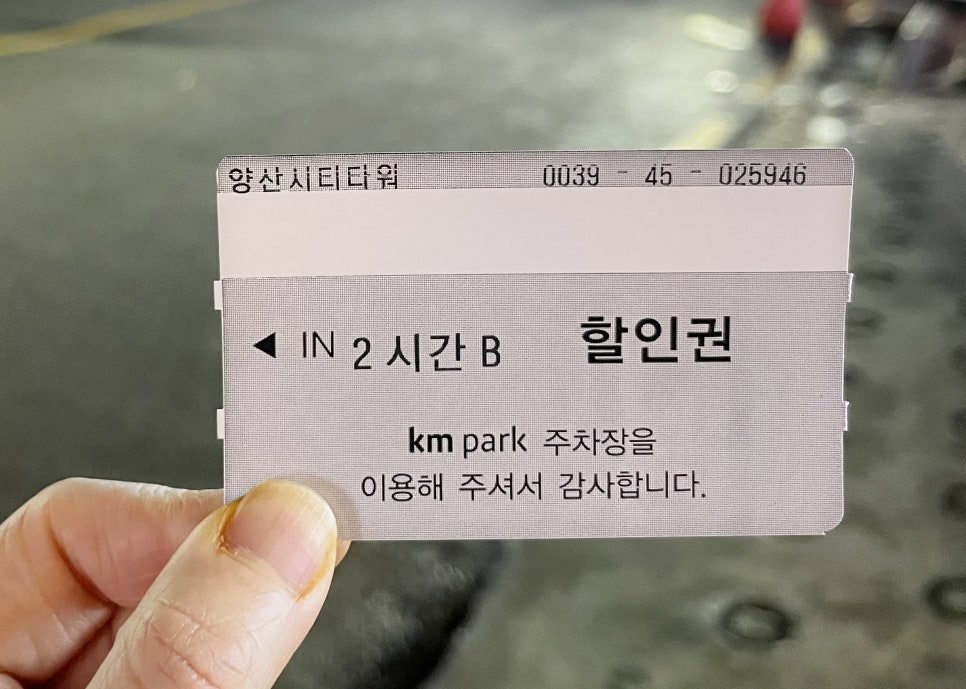 양산시티타워 0039 - 45 - 025946
◀ IN 2 시간 B 할인권
km park 주차장을
이용해 주셔서 감사합니다.